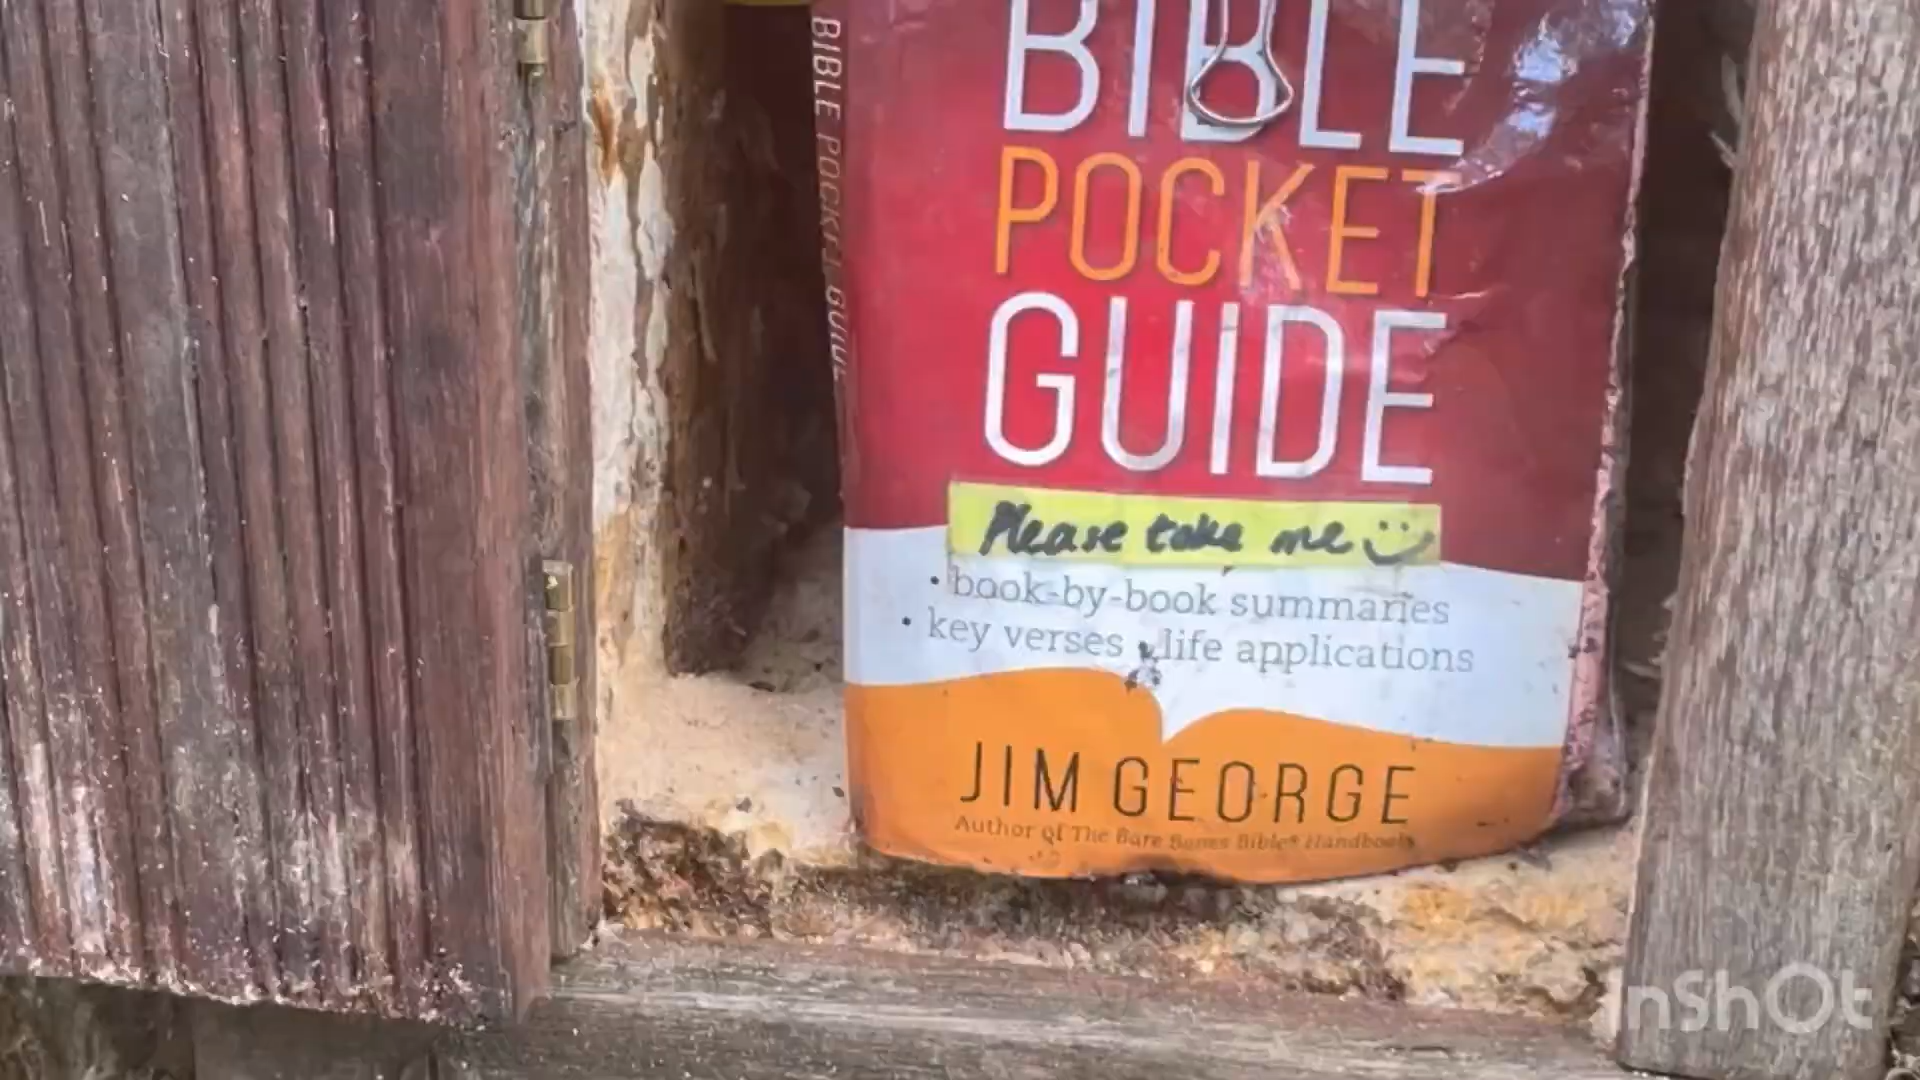 BIBLE
POCKET
GUIDE
Please take me
• book-by-book summaries
• key verses • life applications
JIM GEORGE
Author of The Bare Bones Bible® Handbook
BIBLE POCKET GUIDE
InShOt